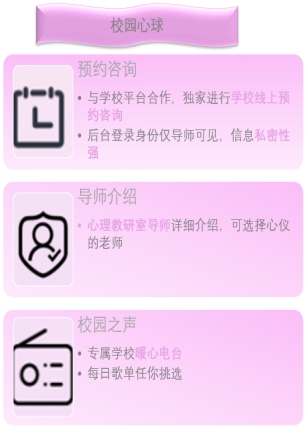 校园心球
预约咨询
• 与学校平台合作，独家进行学校线上预
约咨询
• 后台登录身份仅导师可见，信息私密性
强
导师介绍
• 心理教研室导师详细介绍，可选择心仪
的老师
校园之声
• 专属学校暖心电台
• 每日歌单任你挑选